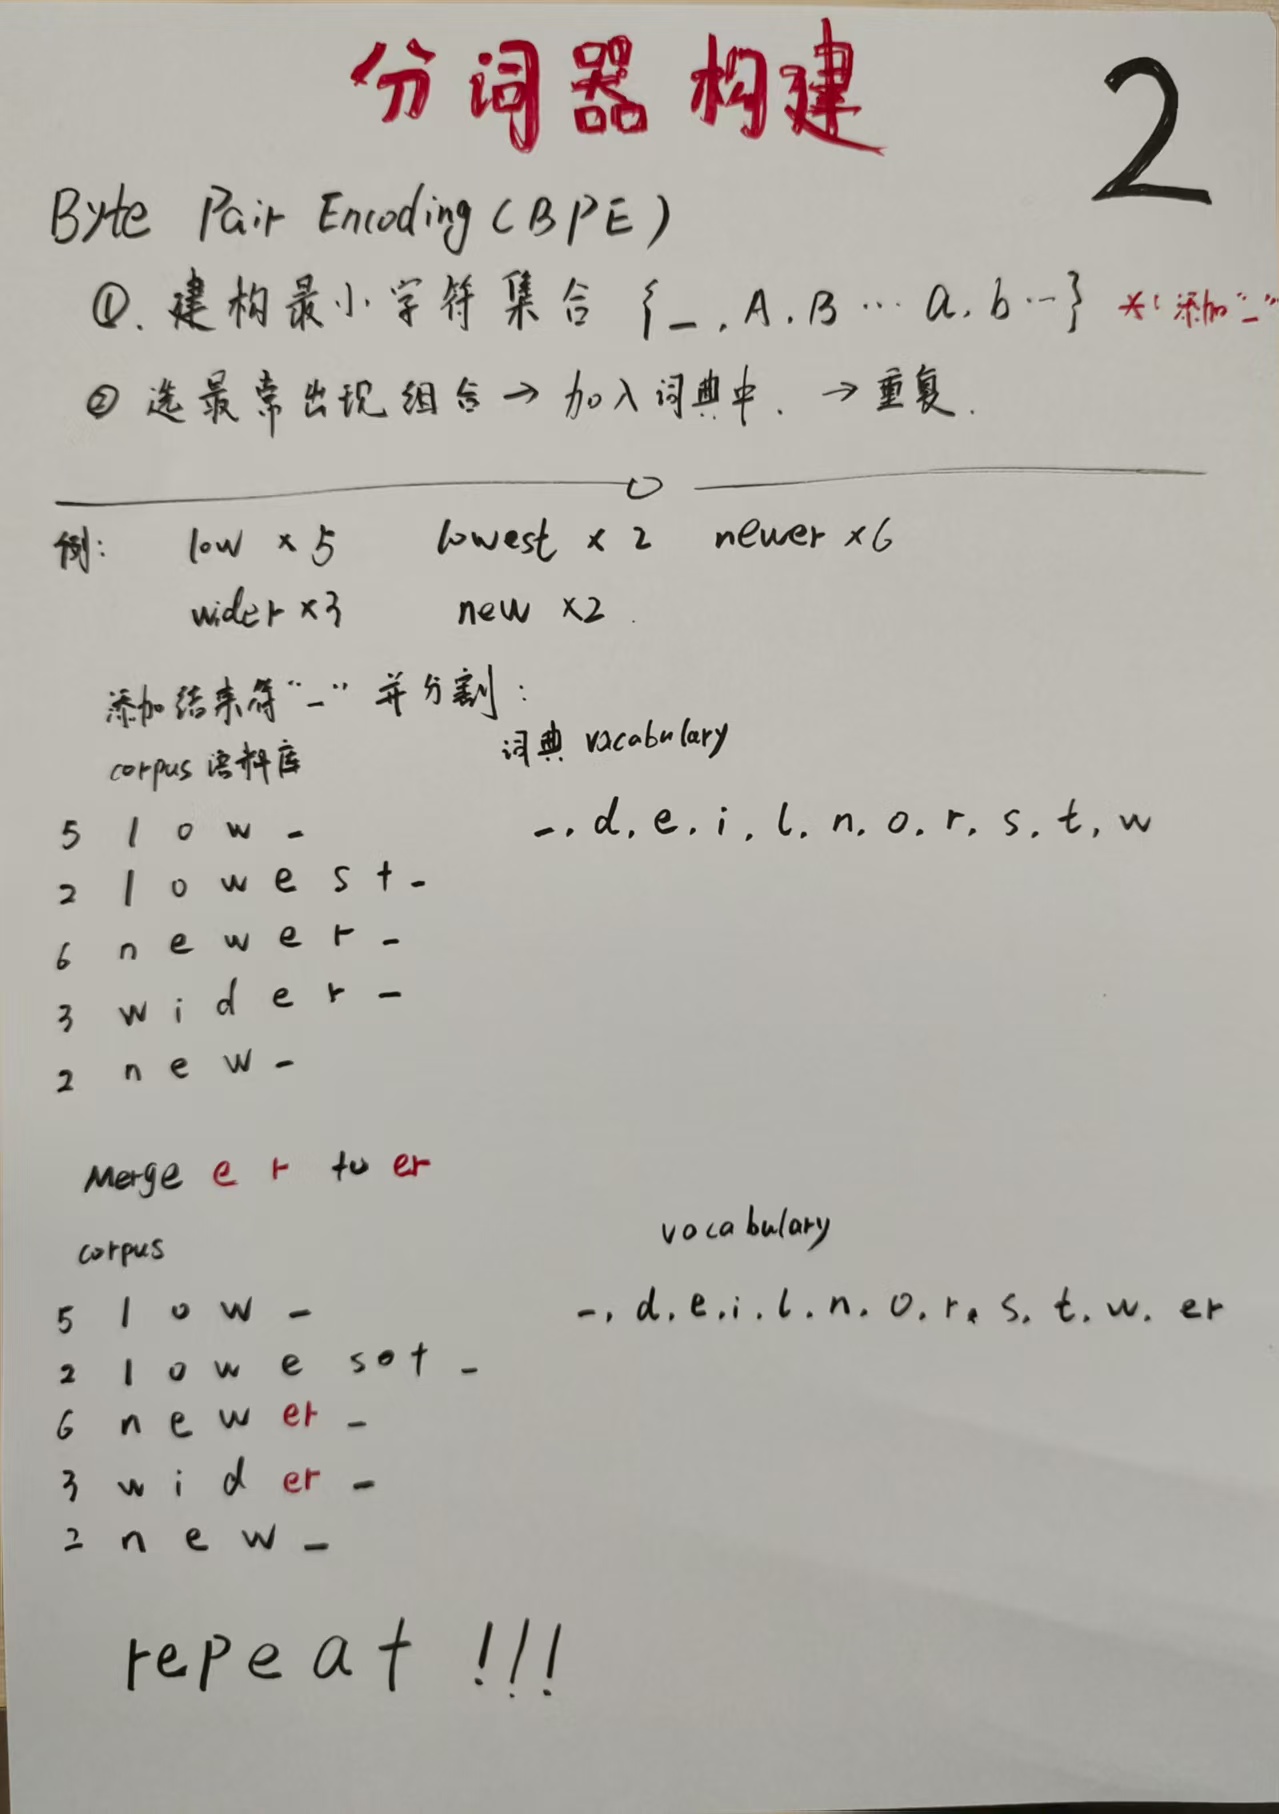 分词器构建
2
Byte Pair Encoding (BPE)
①. 建构最小字符集合 {_, A, B ... a, b ...} *: 添加"_"
② 选最常出现组合 → 加入词典中. → 重复.
例: low × 5 lowest × 2 newer × 6
wider × 3 new × 2.
添加结束符"_" 并分割:
corpus 语料库 词典 vocabulary
5 l o w _ _, d, e, i, l, n, o, r, s, t, w
2 l o w e s t _
6 n e w e r _
3 w i d e r _
2 n e w _
Merge e r to er
corpus vocabulary
5 l o w _ _, d, e, i, l, n, o, r, s, t, w, er
2 l o w e s o t _
6 n e w er _
3 w i d er _
2 n e w _
repeat !!!